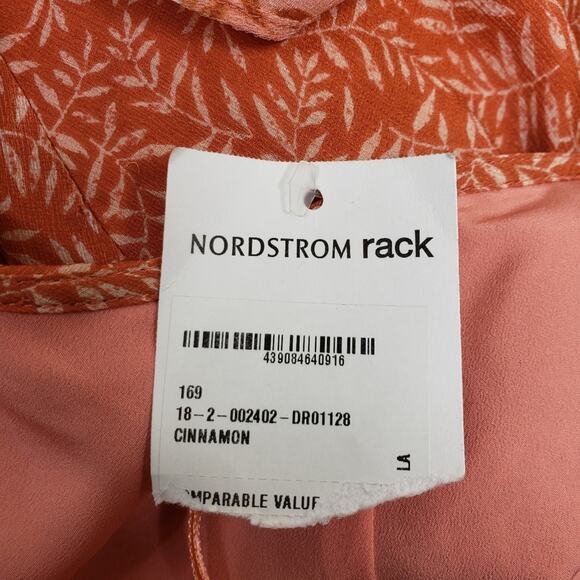 NORDSTROM rack
439084640916
169
18-2-002402-DR01128
CINNAMON
LA
OMPARABLE VALUE